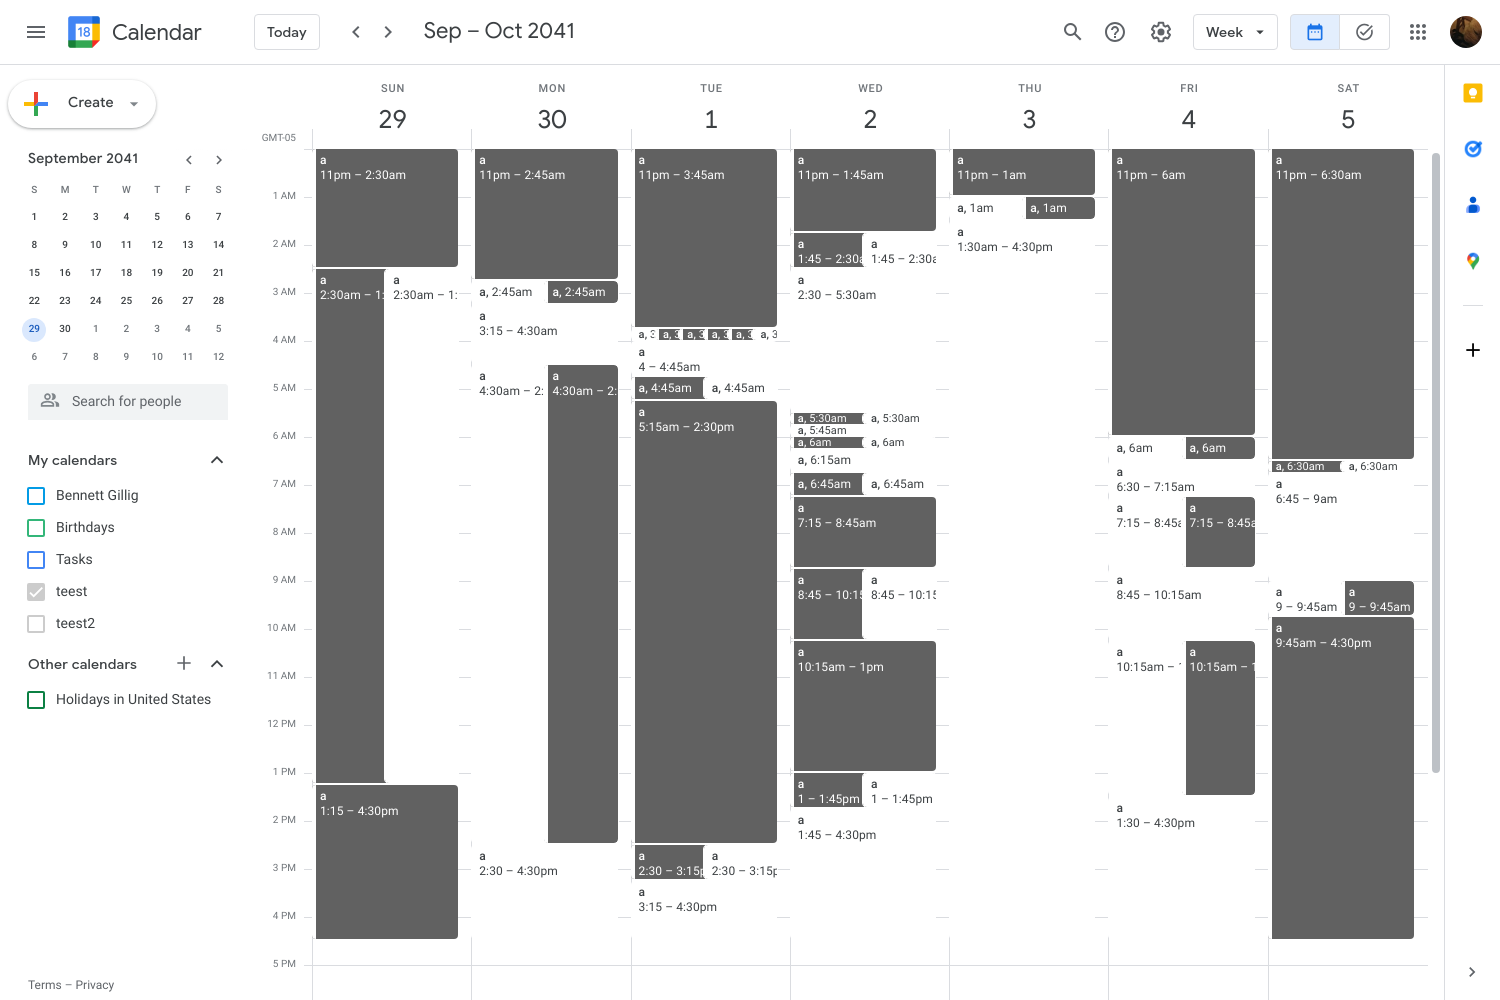 18 Calendar Today Sep – Oct 2041 Week
Create
September 2041
S M T W T F S
1 2 3 4 5 6 7
8 9 10 11 12 13 14
15 16 17 18 19 20 21
22 23 24 25 26 27 28
29 30 1 2 3 4 5
6 7 8 9 10 11 12
Search for people
My calendars
Bennett Gillig
Birthdays
Tasks
teest
teest2
Other calendars
Holidays in United States
Terms – Privacy
GMT-05
1 AM
2 AM
3 AM
4 AM
5 AM
6 AM
7 AM
8 AM
9 AM
10 AM
11 AM
12 PM
1 PM
2 PM
3 PM
4 PM
5 PM
SUN
29
a
11pm – 2:30am
a
2:30am – 1:
a
2:30am – 1:
a
1:15 – 4:30pm
MON
30
a
11pm – 2:45am
a, 2:45am
a, 2:45am
a
3:15 – 4:30am
a
4:30am – 2:
a
4:30am – 2:
a
2:30 – 4:30pm
TUE
1
a
11pm – 3:45am
a, 3
a, 3
a, 3
a, 3
a, 3
a, 3
a
4 – 4:45am
a, 4:45am
a, 4:45am
a
5:15am – 2:30pm
a
2:30 – 3:15p
a
2:30 – 3:15p
a
3:15 – 4:30pm
WED
2
a
11pm – 1:45am
a
1:45 – 2:30a
a
1:45 – 2:30a
a
2:30 – 5:30am
a, 5:30am
a, 5:30am
a, 5:45am
a, 6am
a, 6am
a, 6:15am
a, 6:45am
a, 6:45am
a
7:15 – 8:45am
a
8:45 – 10:15
a
8:45 – 10:15
a
10:15am – 1pm
a
1 – 1:45pm
a
1 – 1:45pm
a
1:45 – 4:30pm
THU
3
a
11pm – 1am
a, 1am
a, 1am
a
1:30am – 4:30pm
FRI
4
a
11pm – 6am
a, 6am
a, 6am
a
6:30 – 7:15am
a
7:15 – 8:45a
a
7:15 – 8:45a
a
8:45 – 10:15am
a
10:15am – 1
a
10:15am – 1
a
1:30 – 4:30pm
SAT
5
a
11pm – 6:30am
a, 6:30am
a, 6:30am
a
6:45 – 9am
a
9 – 9:45am
a
9 – 9:45am
a
9:45am – 4:30pm